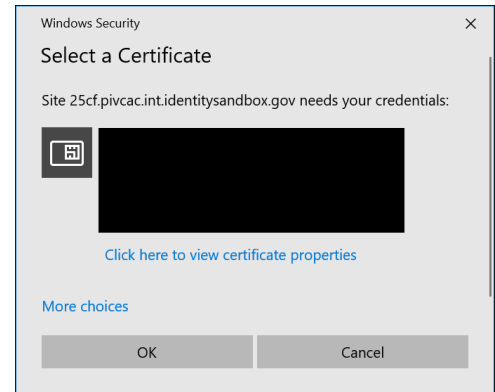 Windows Security
Select a Certificate
Site 25cf.pivcac.int.identitysandbox.gov needs your credentials:
Click here to view certificate properties
More choices
OK
Cancel